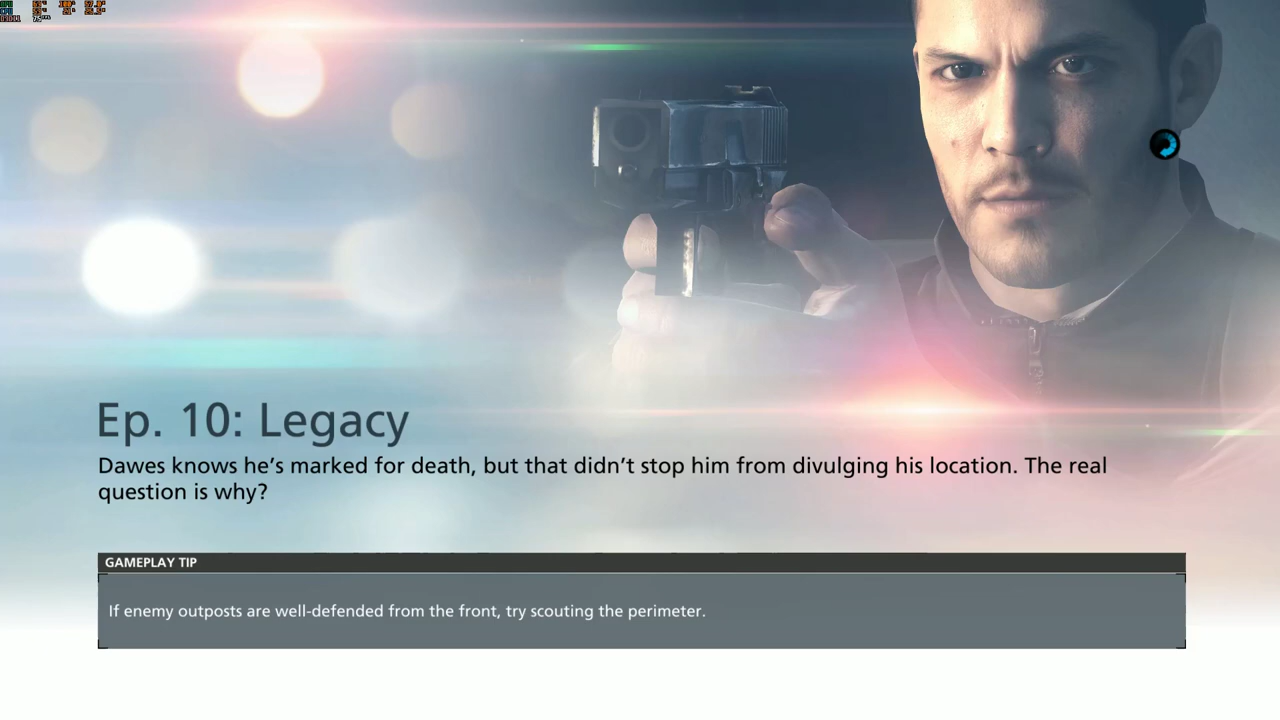 Ep. 10: Legacy
Dawes knows he's marked for death, but that didn't stop him from divulging his location. The real
question is why?
GAMEPLAY TIP
If enemy outposts are well-defended from the front, try scouting the perimeter.